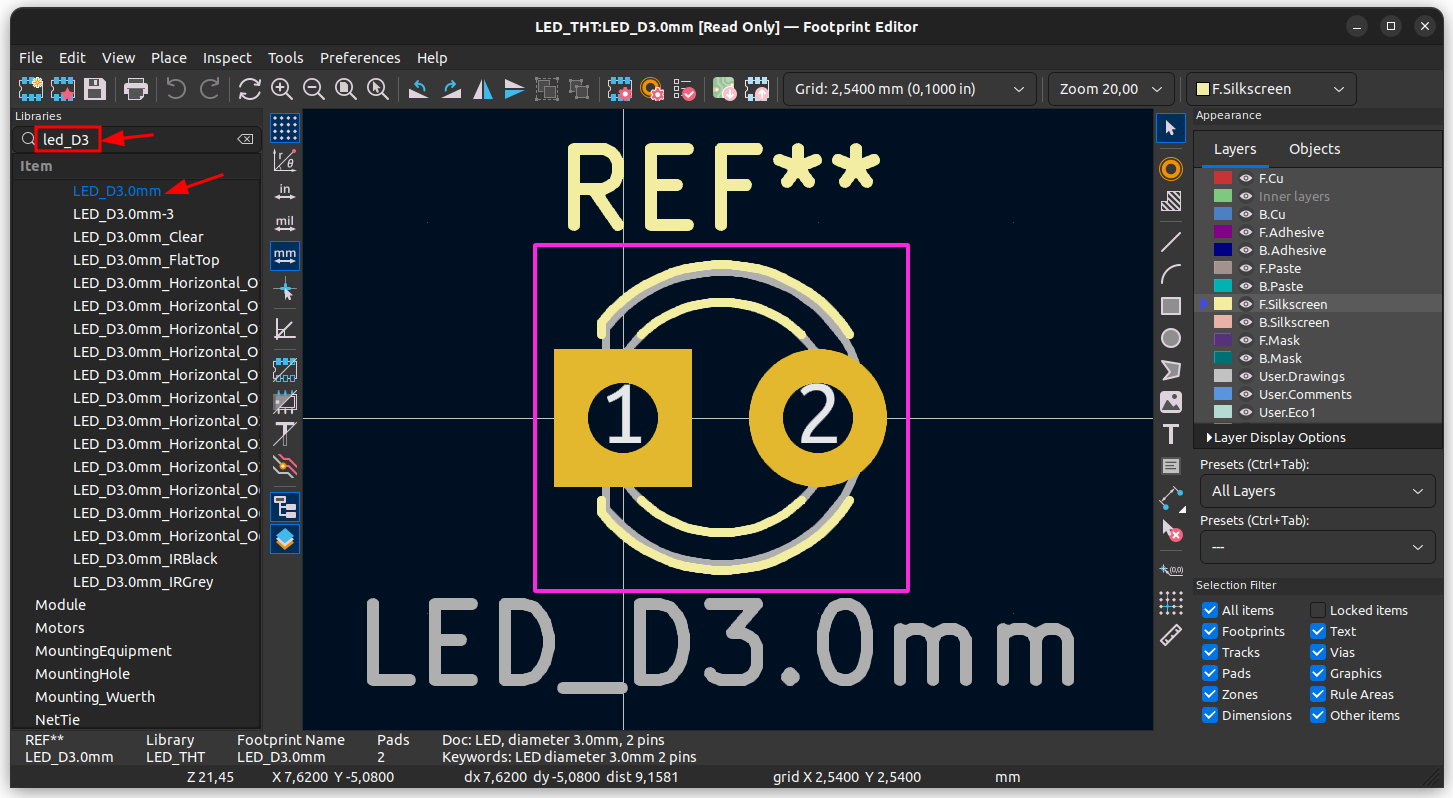 LED_THT:LED_D3.0mm [Read Only] — Footprint Editor
File Edit View Place Inspect Tools Preferences Help
Grid: 2,5400 mm (0,1000 in)
Zoom 20,00
F.Silkscreen
Libraries
led_D3
Item
LED_D3.0mm
LED_D3.0mm-3
LED_D3.0mm_Clear
LED_D3.0mm_FlatTop
LED_D3.0mm_Horizontal_O
LED_D3.0mm_Horizontal_O
LED_D3.0mm_Horizontal_O
LED_D3.0mm_Horizontal_O
LED_D3.0mm_Horizontal_O
LED_D3.0mm_Horizontal_O
LED_D3.0mm_Horizontal_O
LED_D3.0mm_Horizontal_O
LED_D3.0mm_Horizontal_O
LED_D3.0mm_Horizontal_O
LED_D3.0mm_Horizontal_O
LED_D3.0mm_Horizontal_O
LED_D3.0mm_IRBlack
LED_D3.0mm_IRGrey
Module
Motors
MountingEquipment
MountingHole
Mounting_Wuerth
NetTie
r θ
in
mil
mm
REF**
1 2
LED_D3.0mm
T
(0,0)
Appearance
Layers Objects
F.Cu
Inner layers
B.Cu
F.Adhesive
B.Adhesive
F.Paste
B.Paste
F.Silkscreen
B.Silkscreen
F.Mask
B.Mask
User.Drawings
User.Comments
User.Eco1
Layer Display Options
Presets (Ctrl+Tab):
All Layers
Presets (Ctrl+Tab):
---
Selection Filter
All items Locked items
Footprints Text
Tracks Vias
Pads Graphics
Zones Rule Areas
Dimensions Other items
REF** Library Footprint Name Pads Doc: LED, diameter 3.0mm, 2 pins
LED_D3.0mm LED_THT LED_D3.0mm 2 Keywords: LED diameter 3.0mm 2 pins
Z 21,45 X 7,6200 Y -5,0800 dx 7,6200 dy -5,0800 dist 9,1581 grid X 2,5400 Y 2,5400 mm